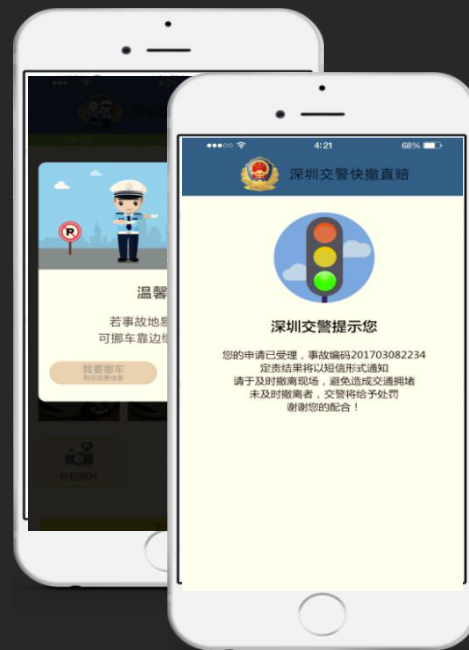 4:21
68%
深圳交警快撤直赔
深圳交警提示您
您的申请已受理，事故编码201703082234
定责结果将以短信形式通知
请于及时撤离现场，避免造成交通拥堵
未及时撤离者，交警将给予处罚
谢谢您的配合！
P
温馨
若事故地易
可挪车靠边继
我要挪车
补拍照片